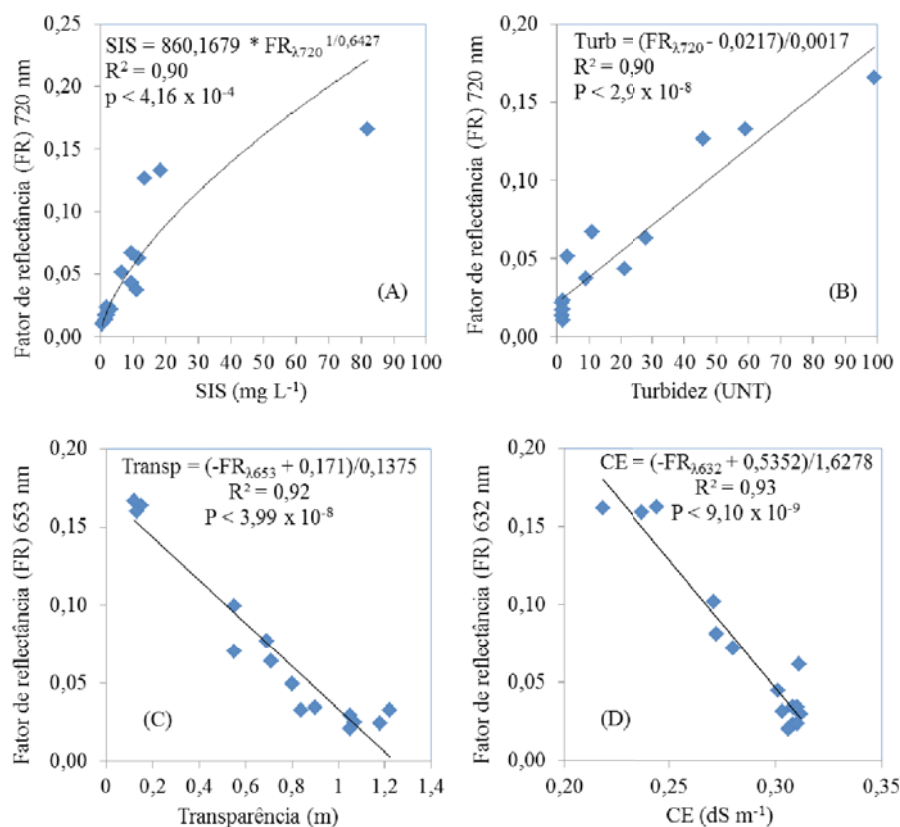 SIS = 860,1679 * FRλ720 1/0,6427
R² = 0,90
p < 4,16 x 10⁻⁴
Fator de reflectância (FR) 720 nm
0,25
0,20
0,15
0,10
0,05
0,00
(A)
0 10 20 30 40 50 60 70 80 90 100
SIS (mg L⁻¹)
Turb = (FRλ720 - 0,0217)/0,0017
R² = 0,90
P < 2,9 x 10⁻⁸
Fator de reflectância (FR) 720 nm
0,20
0,15
0,10
0,05
0,00
(B)
0 10 20 30 40 50 60 70 80 90 100
Turbidez (UNT)
Transp = (-FRλ653 + 0,171)/0,1375
R² = 0,92
P < 3,99 x 10⁻⁸
Fator de reflectância (FR) 653 nm
0,20
0,15
0,10
0,05
0,00
(C)
0 0,2 0,4 0,6 0,8 1 1,2 1,4
Transparência (m)
CE = (-FRλ632 + 0,5352)/1,6278
R² = 0,93
P < 9,10 x 10⁻⁹
Fator de reflectância (FR) 632 nm
0,20
0,15
0,10
0,05
0,00
(D)
0,20 0,25 0,30 0,35
CE (dS m⁻¹)